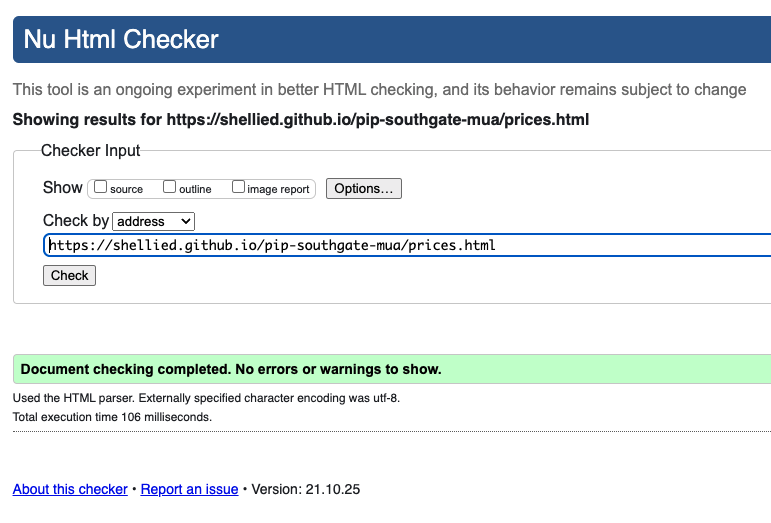 Nu Html Checker
This tool is an ongoing experiment in better HTML checking, and its behavior remains subject to change
Showing results for https://shellied.github.io/pip-southgate-mua/prices.html
Checker Input
Show source outline image report Options...
Check by address
https://shellied.github.io/pip-southgate-mua/prices.html
Check
Document checking completed. No errors or warnings to show.
Used the HTML parser. Externally specified character encoding was utf-8.
Total execution time 106 milliseconds.
About this checker • Report an issue • Version: 21.10.25